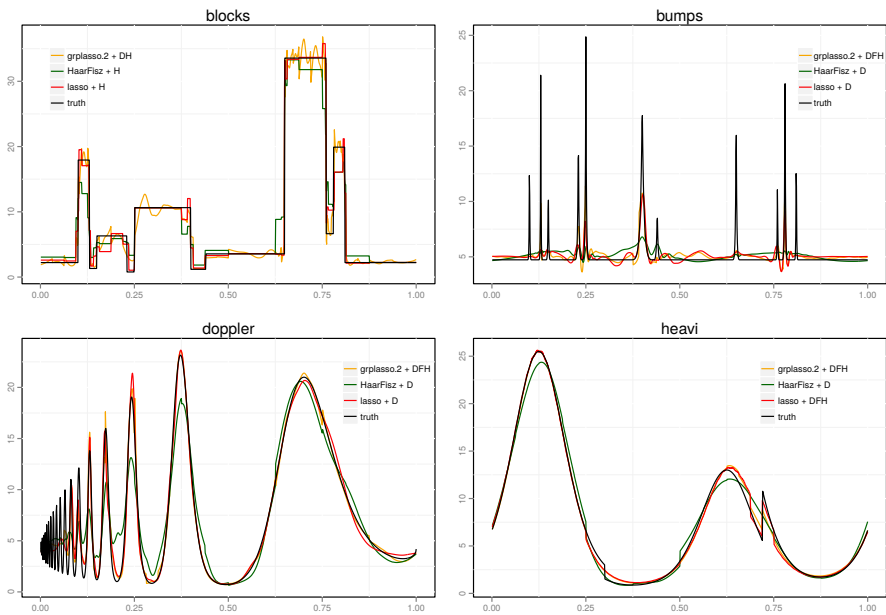 blocks
grplasso.2 + DH
HaarFisz + H
lasso + H
truth
0
10
20
30
0.00
0.25
0.50
0.75
1.00
bumps
grplasso.2 + DFH
HaarFisz + D
lasso + D
truth
5
10
15
20
25
0.00
0.25
0.50
0.75
1.00
doppler
grplasso.2 + DFH
HaarFisz + D
lasso + D
truth
0
5
10
15
20
0.00
0.25
0.50
0.75
1.00
heavi
grplasso.2 + DFH
HaarFisz + D
lasso + DFH
truth
0
5
10
15
20
25
0.00
0.25
0.50
0.75
1.00